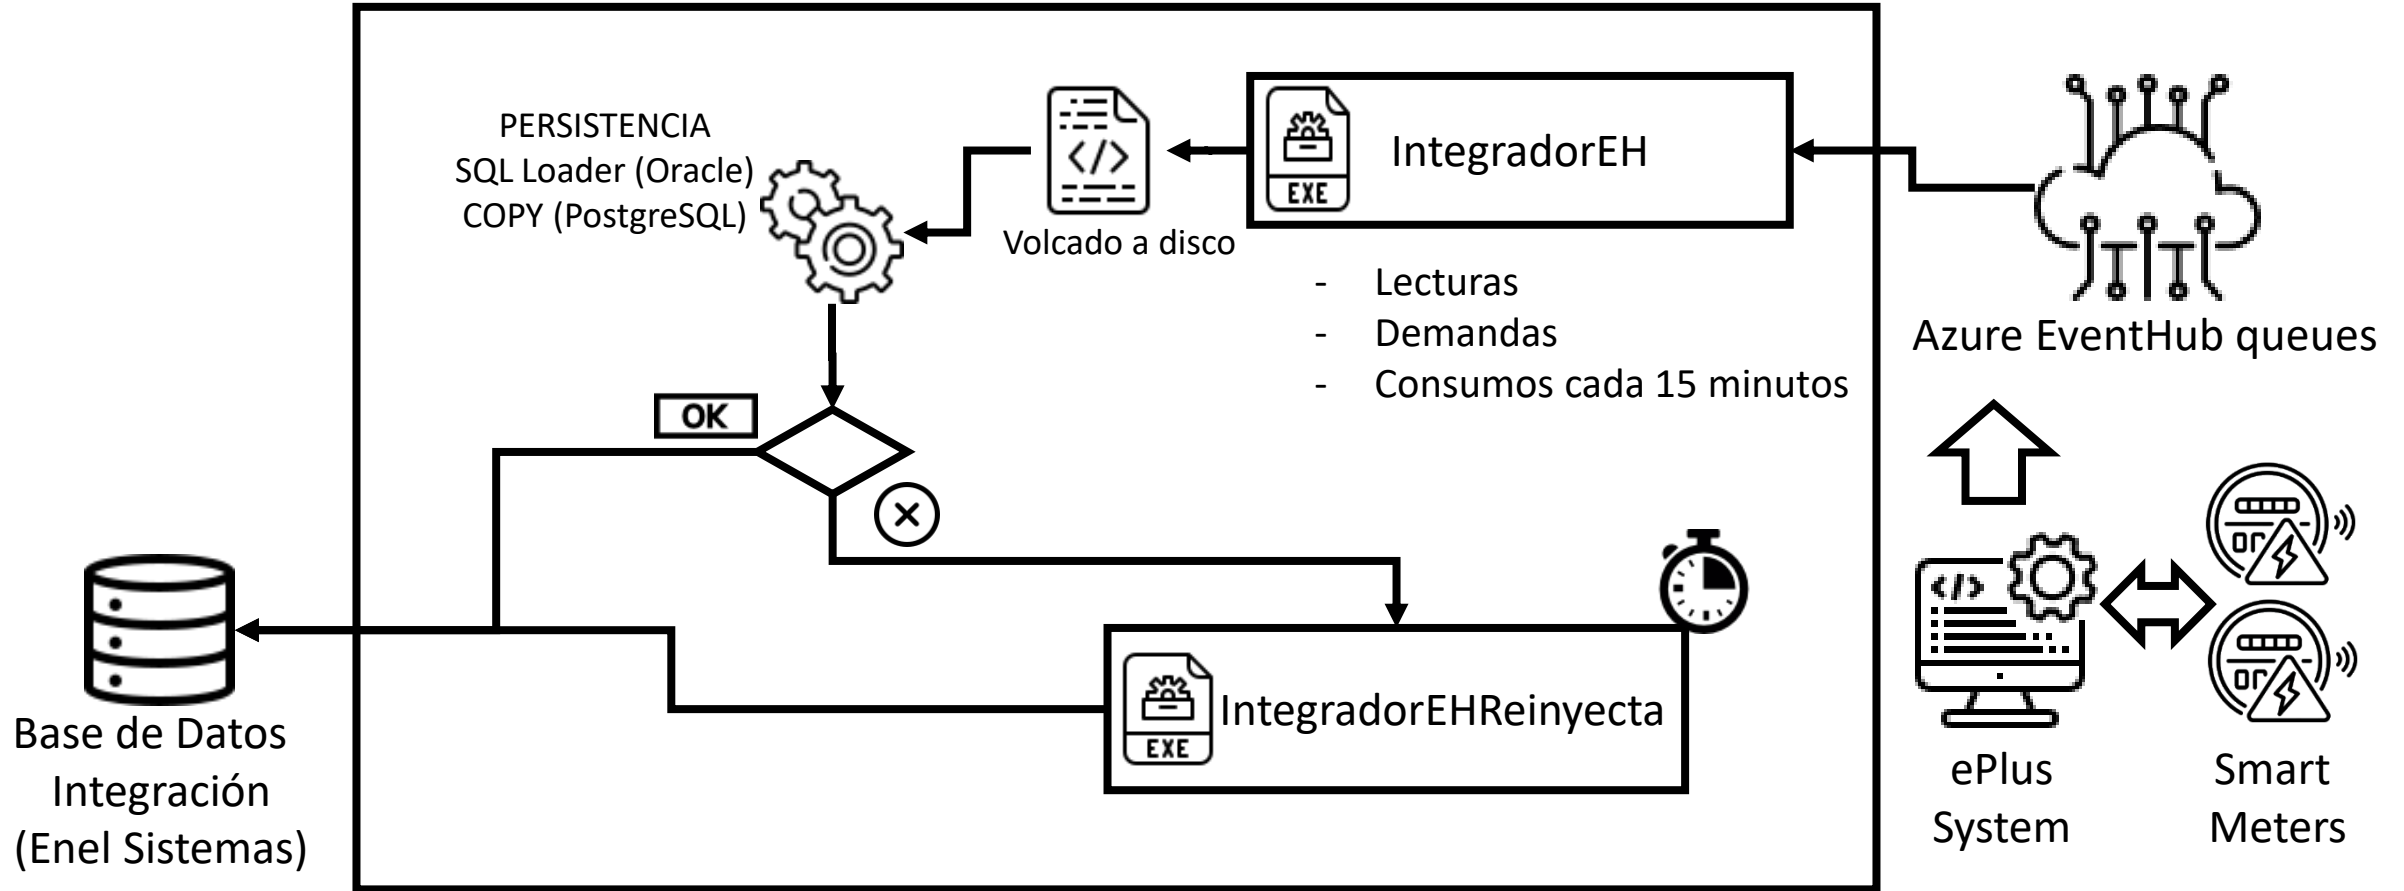 PERSISTENCIA
SQL Loader (Oracle)
COPY (PostgreSQL)
</>
Volcado a disco
EXE
IntegradorEH
- Lecturas
- Demandas
- Consumos cada 15 minutos
Azure EventHub queues
OK
Base de Datos
Integración
(Enel Sistemas)
EXE
IntegradorEHReinyecta
</>
ePlus
System
Smart
Meters